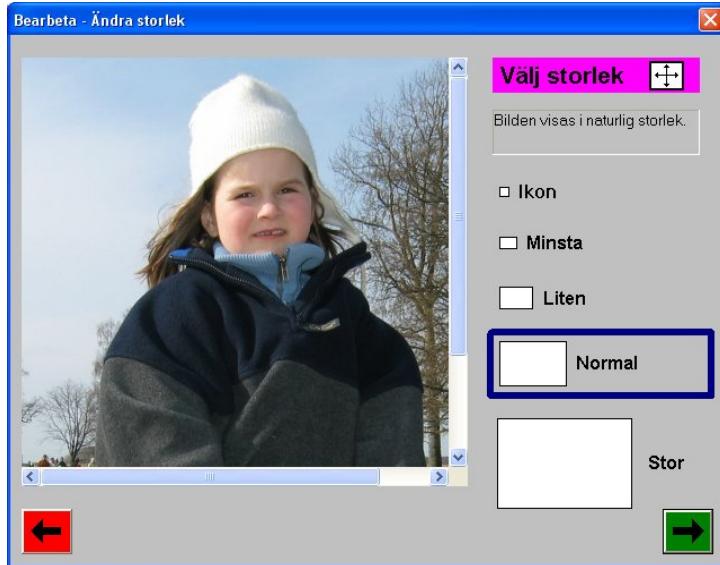 Bearbeta - Ändra storlek
Välj storlek
Bilden visas i naturlig storlek.
Ikon
Minsta
Liten
Normal
Stor